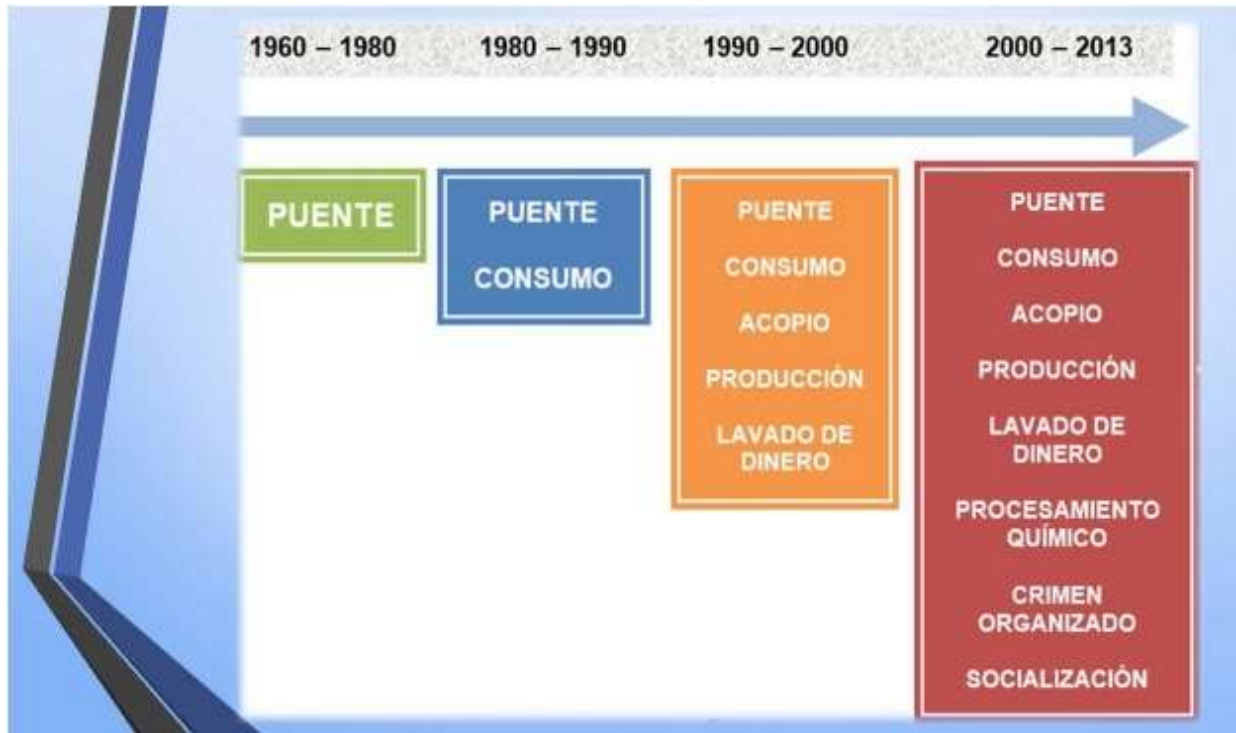 1960 – 1980
1980 – 1990
1990 – 2000
2000 – 2013
PUENTE
PUENTE
CONSUMO
PUENTE
CONSUMO
ACOPIO
PRODUCCIÓN
LAVADO DE
DINERO
PUENTE
CONSUMO
ACOPIO
PRODUCCIÓN
LAVADO DE
DINERO
PROCESAMIENTO
QUÍMICO
CRIMEN
ORGANIZADO
SOCIALIZACIÓN